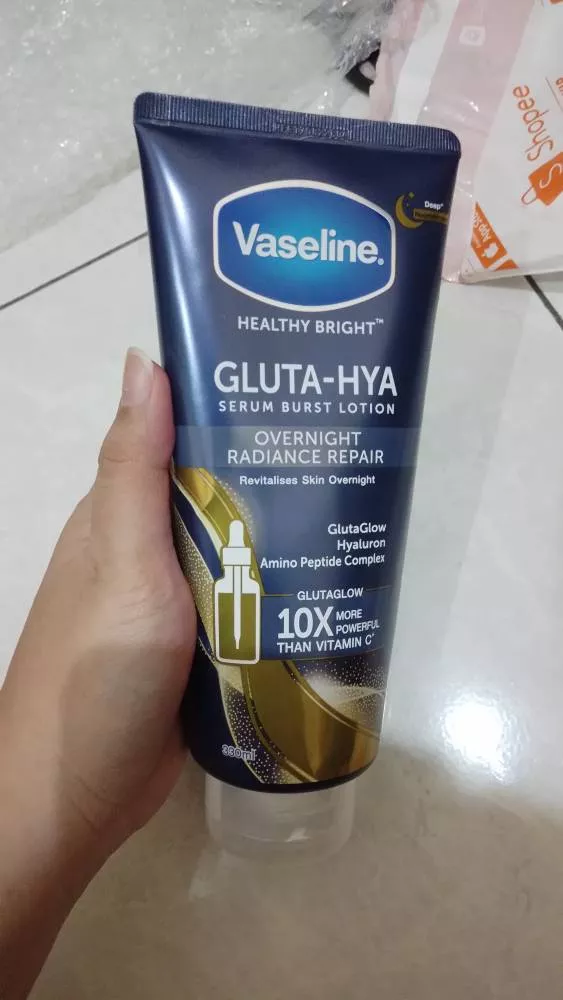 Deep*
Vaseline.
HEALTHY BRIGHT™
GLUTA-HYA
SERUM BURST LOTION
OVERNIGHT
RADIANCE REPAIR
Revitalises Skin Overnight
GlutaGlow
Hyaluron
Amino Peptide Complex
GLUTAGLOW
10X MORE
POWERFUL
THAN VITAMIN C*
330ml
Shopee